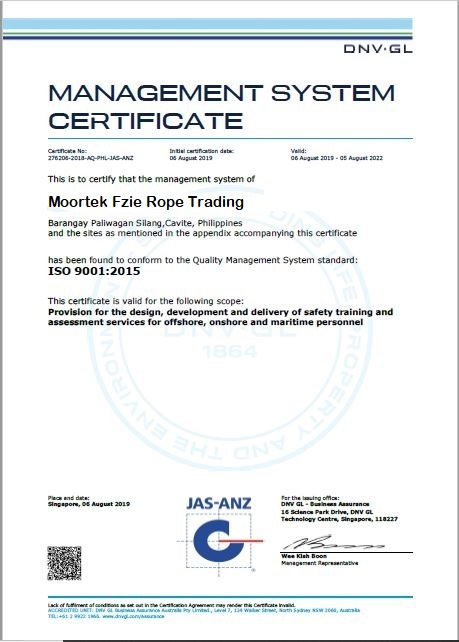 DNV·GL
MANAGEMENT SYSTEM
CERTIFICATE
Certificate No:
276206-2018-AQ-PHL-JAS-ANZ
Initial certification date:
06 August 2019
Valid:
06 August 2019 - 05 August 2022
This is to certify that the management system of
Moortek Fzie Rope Trading
Barangay Paliwagan Silang,Cavite, Philippines
and the sites as mentioned in the appendix accompanying this certificate
has been found to conform to the Quality Management System standard:
ISO 9001:2015
This certificate is valid for the following scope:
Provision for the design, development and delivery of safety training and
assessment services for offshore, onshore and maritime personnel
DNV·GL
1864
Place and date:
Singapore, 06 August 2019
JAS-ANZ
For the issuing office:
DNV GL - Business Assurance
16 Science Park Drive, DNV GL
Technology Centre, Singapore, 118227
Wee Kiah Boon
Management Representative
Lack of fulfilment of conditions as set out in the Certification Agreement may render this Certificate invalid.
ACCREDITED UNIT: DNV GL Business Assurance Australia Pty Limited., Level 7, 124 Walker Street, North Sydney NSW 2060, Australia
TEL:+61 2 9922 1966. www.dnvgl.com/assurance